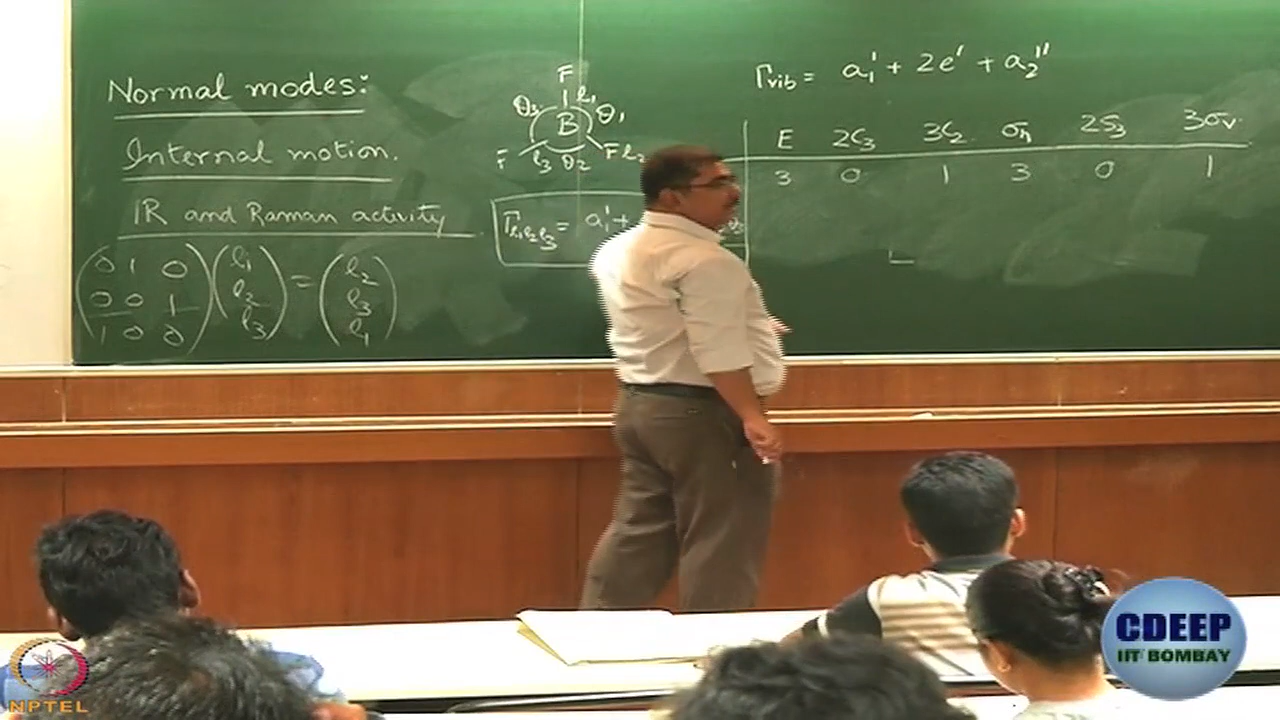 Normal modes:
Internal motion.
IR and Raman activity
0 1 0
0 0 1
1 0 0
l₁
l₂
l₃
=
l₂
l₃
l₁
F
l₁
θ₃
θ₁
B
F
l₃
θ₂
F l₂
Γl₁l₂l₃ = a₁' +
Γvib = a₁' + 2e' + a₂''
E 2C₃ 3C₂ σh 2S₃ 3σv
3 0 1 3 0 1
NPTEL
CDEEP
IIT BOMBAY